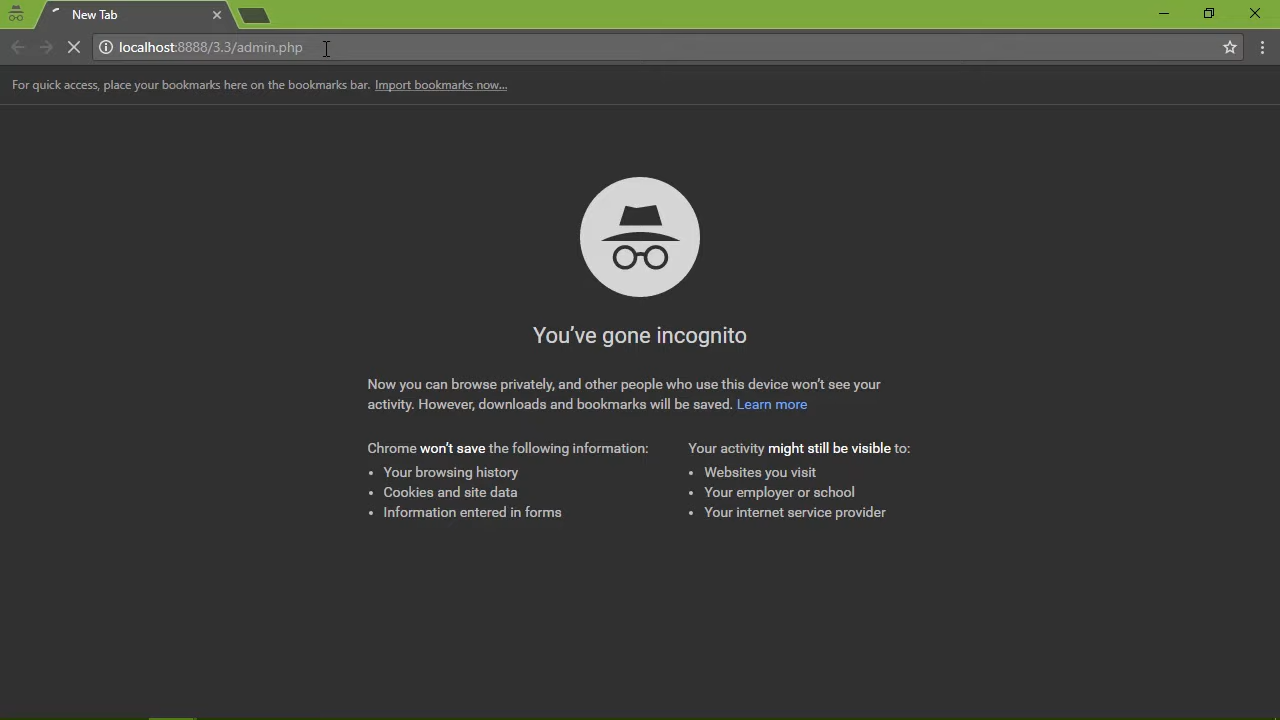 New Tab
localhost:8888/3.3/admin.php
For quick access, place your bookmarks here on the bookmarks bar. Import bookmarks now...
You've gone incognito
Now you can browse privately, and other people who use this device won't see your
activity. However, downloads and bookmarks will be saved. Learn more
Chrome won't save the following information:
• Your browsing history
• Cookies and site data
• Information entered in forms
Your activity might still be visible to:
• Websites you visit
• Your employer or school
• Your internet service provider